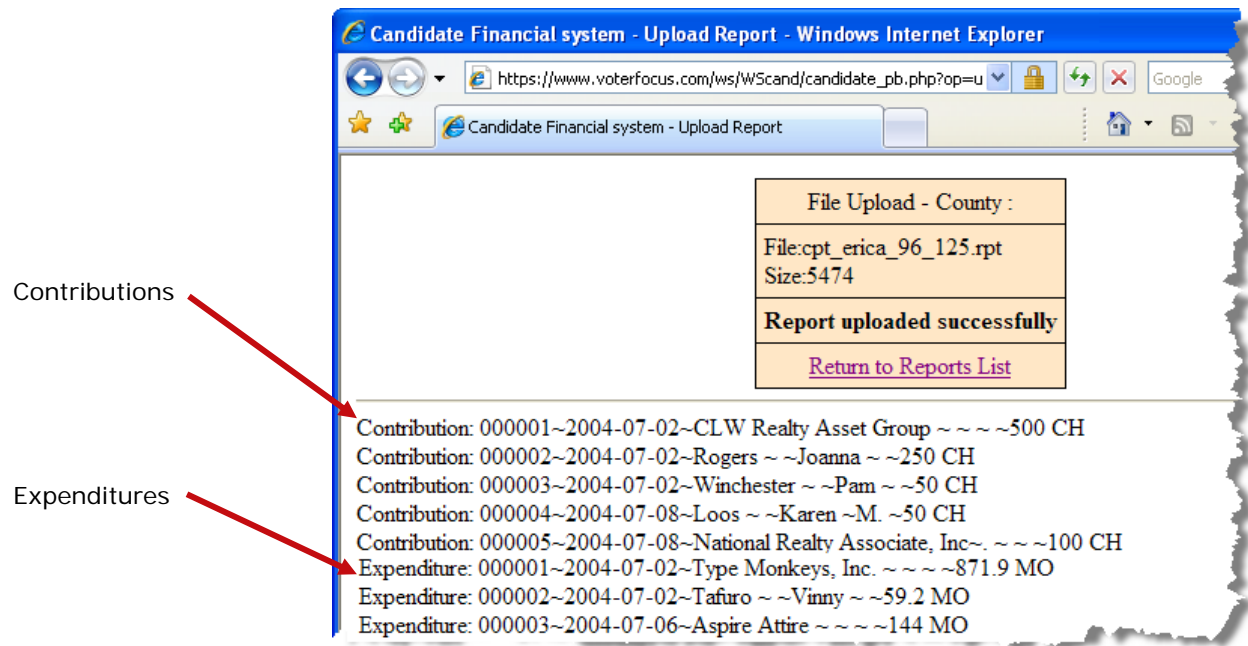 Candidate Financial system - Upload Report - Windows Internet Explorer
https://www.voterfocus.com/ws/WScand/candidate_pb.php?op=u
Google
Candidate Financial system - Upload Report
File Upload - County :
File:cpt_erica_96_125.rpt
Size:5474
Report uploaded successfully
Return to Reports List
Contributions
Contribution: 000001~2004-07-02~CLW Realty Asset Group ~ ~ ~ ~500 CH
Contribution: 000002~2004-07-02~Rogers ~ ~Joanna ~ ~250 CH
Contribution: 000003~2004-07-02~Winchester ~ ~Pam ~ ~50 CH
Contribution: 000004~2004-07-08~Loos ~ ~Karen ~M. ~50 CH
Contribution: 000005~2004-07-08~National Realty Associate, Inc~. ~ ~ ~100 CH
Expenditures
Expenditure: 000001~2004-07-02~Type Monkeys, Inc. ~ ~ ~ ~871.9 MO
Expenditure: 000002~2004-07-02~Tafuro ~ ~Vinny ~ ~59.2 MO
Expenditure: 000003~2004-07-06~Aspire Attire ~ ~ ~ ~144 MO